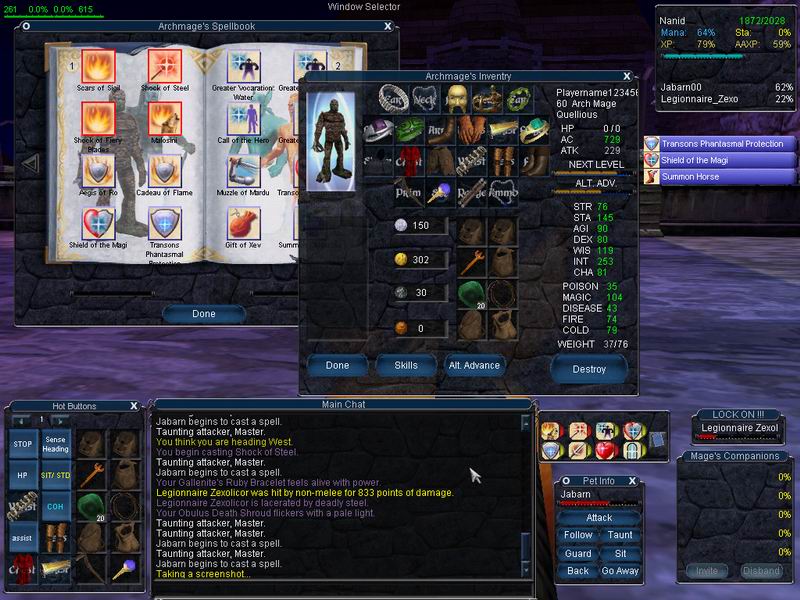 261 0.0% 0.0% 615
Window Selector
Archmage's Spellbook
O X
1 2
Scars of Sigil
Shock of Steel
Greater Vocaration: Water
Shock of Fiery Blades
Malosini
Call of the Hero
Aegis of Ro
Cadeau of Flame
Muzzle of Mardu
Shield of the Magi
Transons Phantasmal Protection
Gift of Xev
Done
Archmage's Inventry
X
Ear Neck
Playername123456
60 Arch Mage
Quellious
HP 0/0
AC 729
ATK 229
NEXT LEVEL
ALT. ADV.
STR 76
STA 145
AGI 90
DEX 80
WIS 119
INT 253
CHA 81
POISON 35
MAGIC 104
DISEASE 43
FIRE 74
COLD 79
WEIGHT 37/76
Prim Ammo
150
302
30
20
0
Done
Skills
Alt. Advance
Destroy
Nanid 1872/2028
Mana: 64% Sta: 0%
XP: 79% AAXP: 59%
Jabarn00 62%
Legionnaire_Zexo 22%
Transons Phantasmal Protection
Shield of the Magi
Summon Horse
Hot Buttons
X
1
STOP
Sense Heading
HP
SIT/ STD
COH
20
assist
Main Chat
Jabarn begins to cast a spell.
Taunting attacker, Master.
You think you are heading West.
You begin casting Shock of Steel.
Taunting attacker, Master.
Jabarn begins to cast a spell.
Your Gallenite's Ruby Bracelet feels alive with power.
Legionnaire Zexolicor was hit by non-melee for 833 points of damage.
Legionnaire Zexolicor is lacerated by deadly steel.
Your Obulus Death Shroud flickers with a pale light.
Taunting attacker, Master.
Jabarn begins to cast a spell.
Taunting attacker, Master.
Jabarn begins to cast a spell.
Taunting attacker, Master.
Jabarn begins to cast a spell.
Taking a screenshot...
O Pet Info X
Jabarn
Attack
Follow Taunt
Guard Sit
Back Go Away
LOCK ON !!!
Legionnaire Zexol
Mage's Companions
0%
0%
0%
0%
0%
Invite Disband